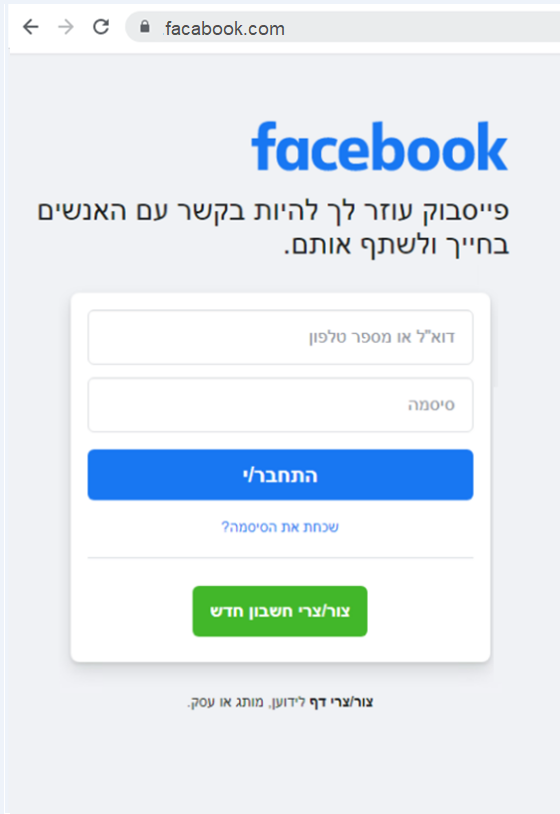 facabook.com
facebook
פייסבוק עוזר לך להיות בקשר עם האנשים
בחייך ולשתף אותם.
דוא"ל או מספר טלפון
סיסמה
התחבר/י
שכחת את הסיסמה?
צור/צרי חשבון חדש
צור/צרי דף לידוען, מותג או עסק.